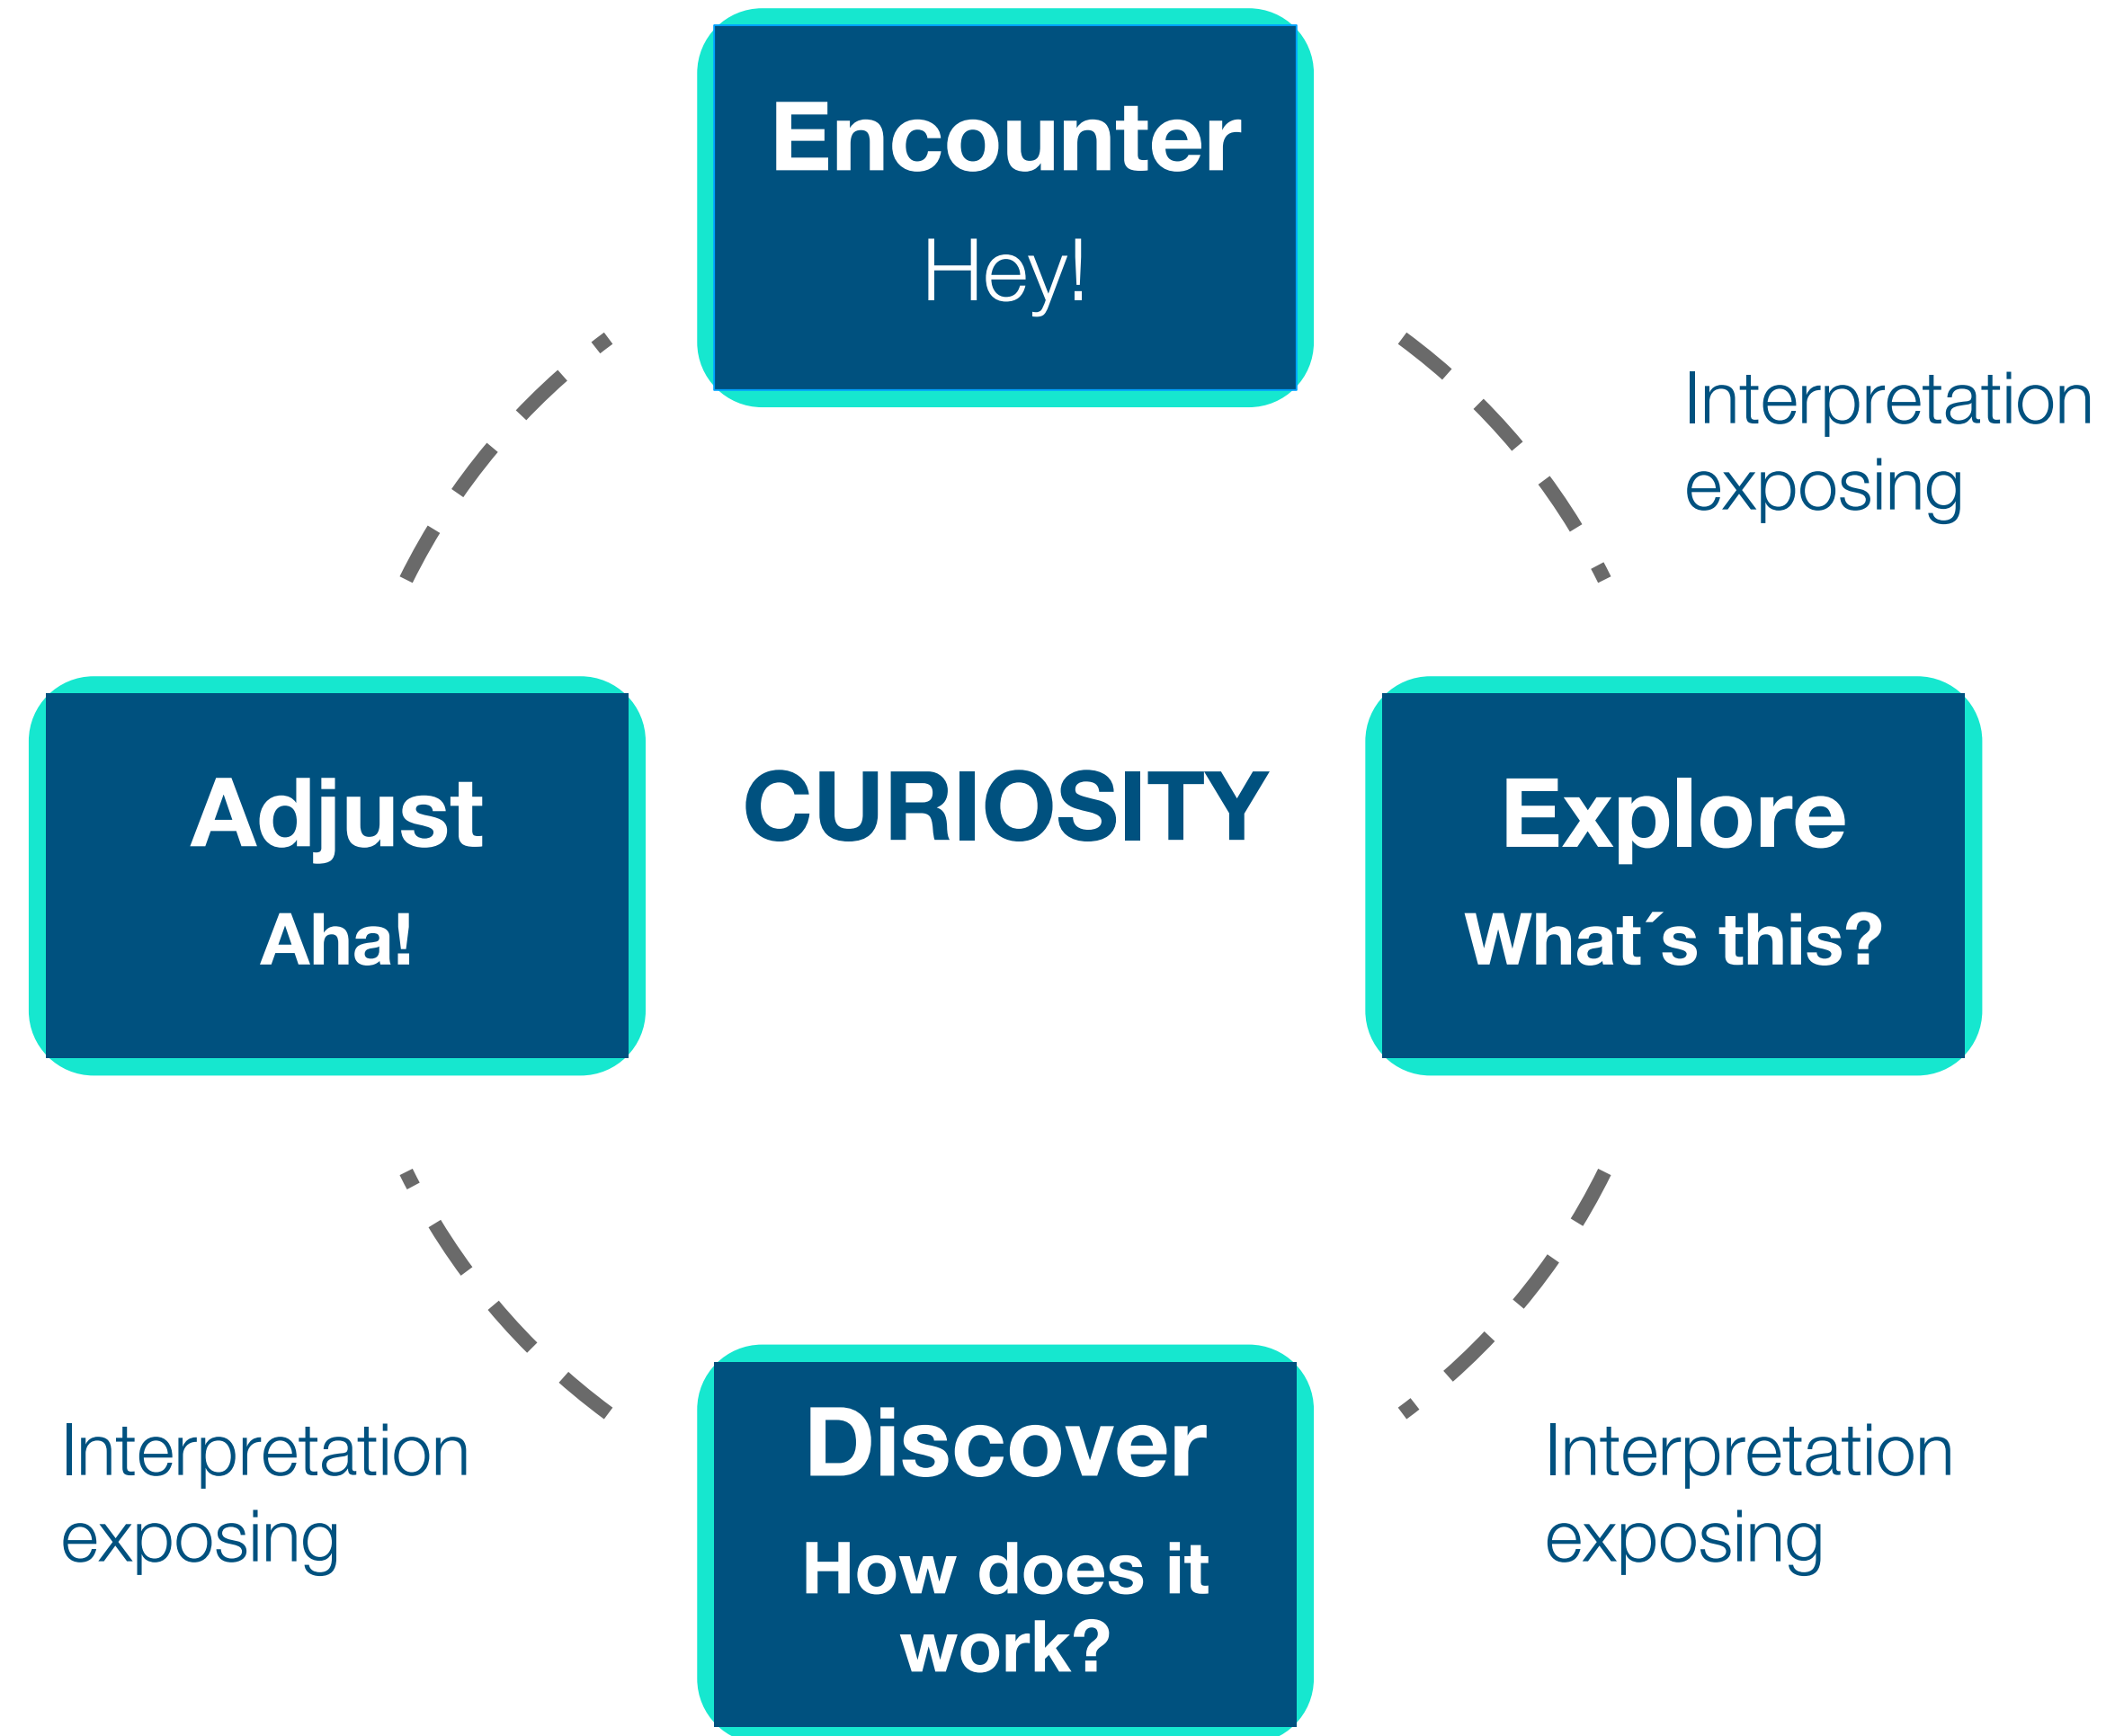 Encounter
Hey!
Interpretation
exposing
Adjust
Aha!
CURIOSITY
Explore
What´s this?
Discover
How does it
work?
Interpretation
exposing
Interpretation
exposing